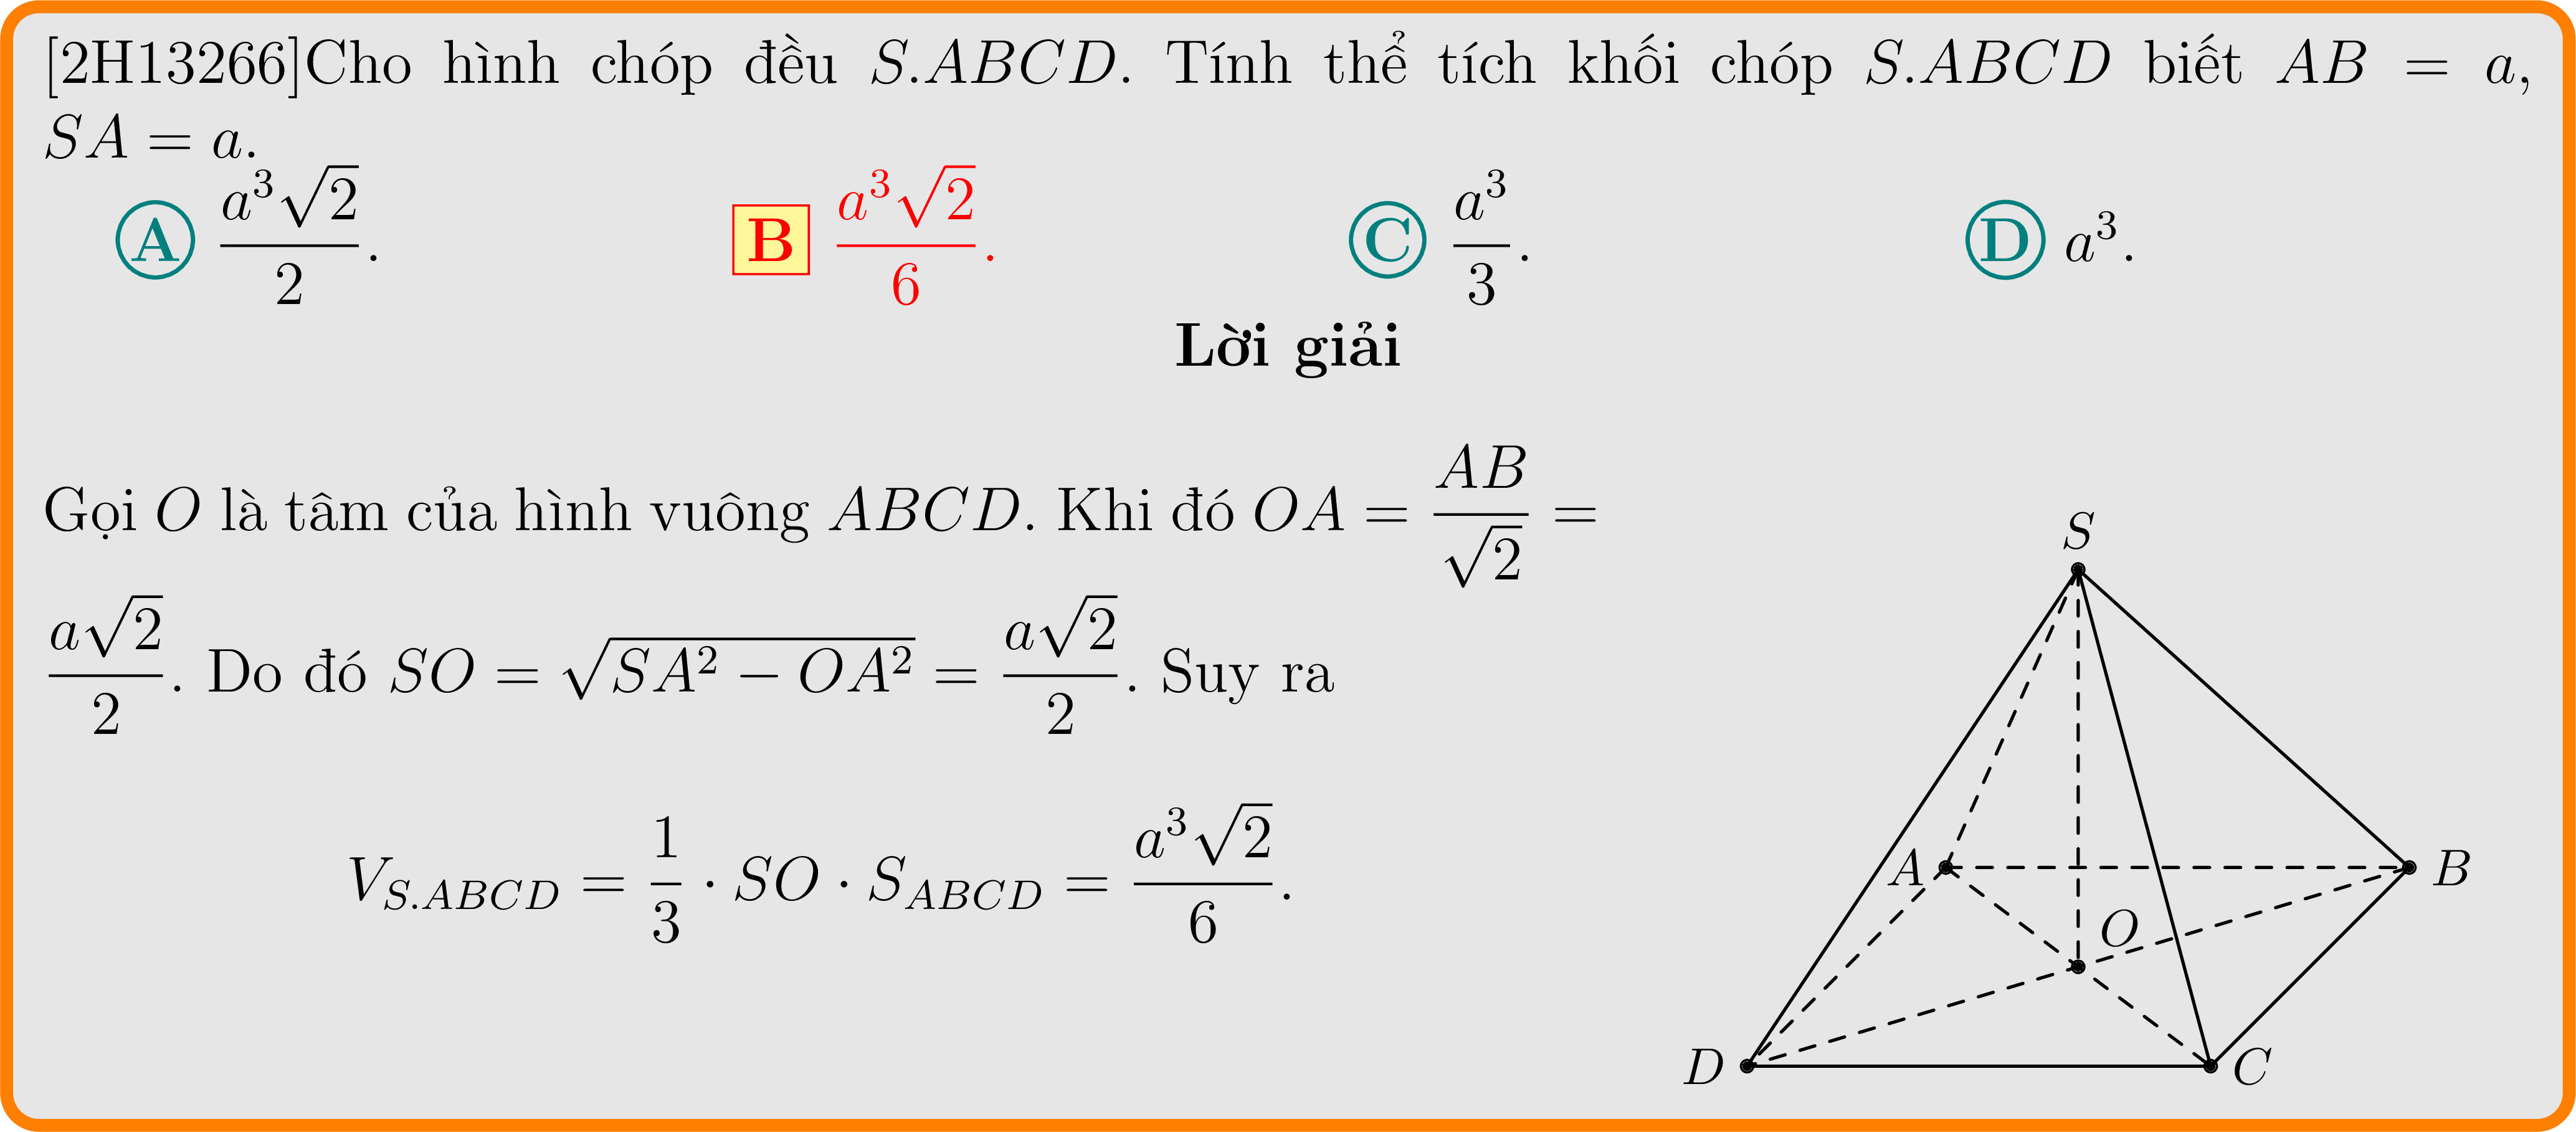 [2H13266]Cho hình chóp đều S.ABCD. Tính thể tích khối chóp S.ABCD biết AB = a,
SA = a.
A $\frac{a^3\sqrt{2}}{2}$. B $\frac{a^3\sqrt{2}}{6}$. C $\frac{a^3}{3}$. D $a^3$.
Lời giải
Gọi O là tâm của hình vuông ABCD. Khi đó $OA = \frac{AB}{\sqrt{2}} =$
$\frac{a\sqrt{2}}{2}$. Do đó $SO = \sqrt{SA^2 - OA^2} = \frac{a\sqrt{2}}{2}$. Suy ra
$V_{S.ABCD} = \frac{1}{3} \cdot SO \cdot S_{ABCD} = \frac{a^3\sqrt{2}}{6}$.
S
A
B
O
D
C